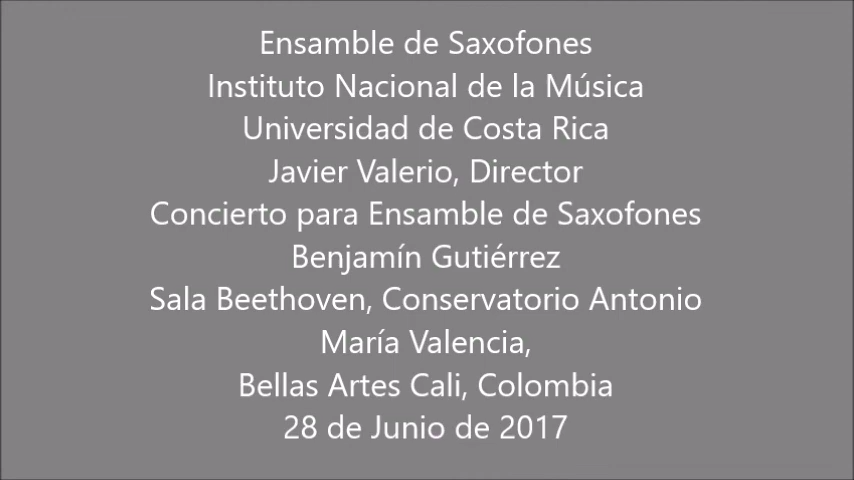 Ensamble de Saxofones
Instituto Nacional de la Música
Universidad de Costa Rica
Javier Valerio, Director
Concierto para Ensamble de Saxofones
Benjamín Gutiérrez
Sala Beethoven, Conservatorio Antonio
María Valencia,
Bellas Artes Cali, Colombia
28 de Junio de 2017